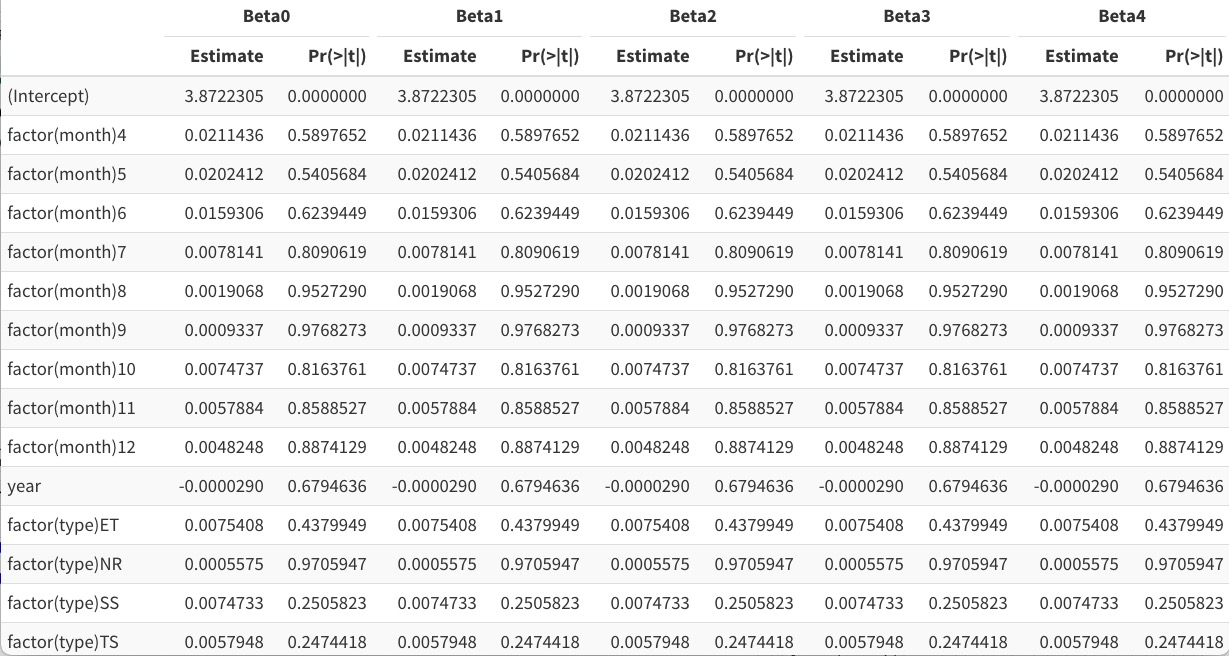 Beta0 Beta1 Beta2 Beta3 Beta4
Estimate Pr(>|t|) Estimate Pr(>|t|) Estimate Pr(>|t|) Estimate Pr(>|t|) Estimate Pr(>|t|)
(Intercept) 3.8722305 0.0000000 3.8722305 0.0000000 3.8722305 0.0000000 3.8722305 0.0000000 3.8722305 0.0000000
factor(month)4 0.0211436 0.5897652 0.0211436 0.5897652 0.0211436 0.5897652 0.0211436 0.5897652 0.0211436 0.5897652
factor(month)5 0.0202412 0.5405684 0.0202412 0.5405684 0.0202412 0.5405684 0.0202412 0.5405684 0.0202412 0.5405684
factor(month)6 0.0159306 0.6239449 0.0159306 0.6239449 0.0159306 0.6239449 0.0159306 0.6239449 0.0159306 0.6239449
factor(month)7 0.0078141 0.8090619 0.0078141 0.8090619 0.0078141 0.8090619 0.0078141 0.8090619 0.0078141 0.8090619
factor(month)8 0.0019068 0.9527290 0.0019068 0.9527290 0.0019068 0.9527290 0.0019068 0.9527290 0.0019068 0.9527290
factor(month)9 0.0009337 0.9768273 0.0009337 0.9768273 0.0009337 0.9768273 0.0009337 0.9768273 0.0009337 0.9768273
factor(month)10 0.0074737 0.8163761 0.0074737 0.8163761 0.0074737 0.8163761 0.0074737 0.8163761 0.0074737 0.8163761
factor(month)11 0.0057884 0.8588527 0.0057884 0.8588527 0.0057884 0.8588527 0.0057884 0.8588527 0.0057884 0.8588527
factor(month)12 0.0048248 0.8874129 0.0048248 0.8874129 0.0048248 0.8874129 0.0048248 0.8874129 0.0048248 0.8874129
year -0.0000290 0.6794636 -0.0000290 0.6794636 -0.0000290 0.6794636 -0.0000290 0.6794636 -0.0000290 0.6794636
factor(type)ET 0.0075408 0.4379949 0.0075408 0.4379949 0.0075408 0.4379949 0.0075408 0.4379949 0.0075408 0.4379949
factor(type)NR 0.0005575 0.9705947 0.0005575 0.9705947 0.0005575 0.9705947 0.0005575 0.9705947 0.0005575 0.9705947
factor(type)SS 0.0074733 0.2505823 0.0074733 0.2505823 0.0074733 0.2505823 0.0074733 0.2505823 0.0074733 0.2505823
factor(type)TS 0.0057948 0.2474418 0.0057948 0.2474418 0.0057948 0.2474418 0.0057948 0.2474418 0.0057948 0.2474418